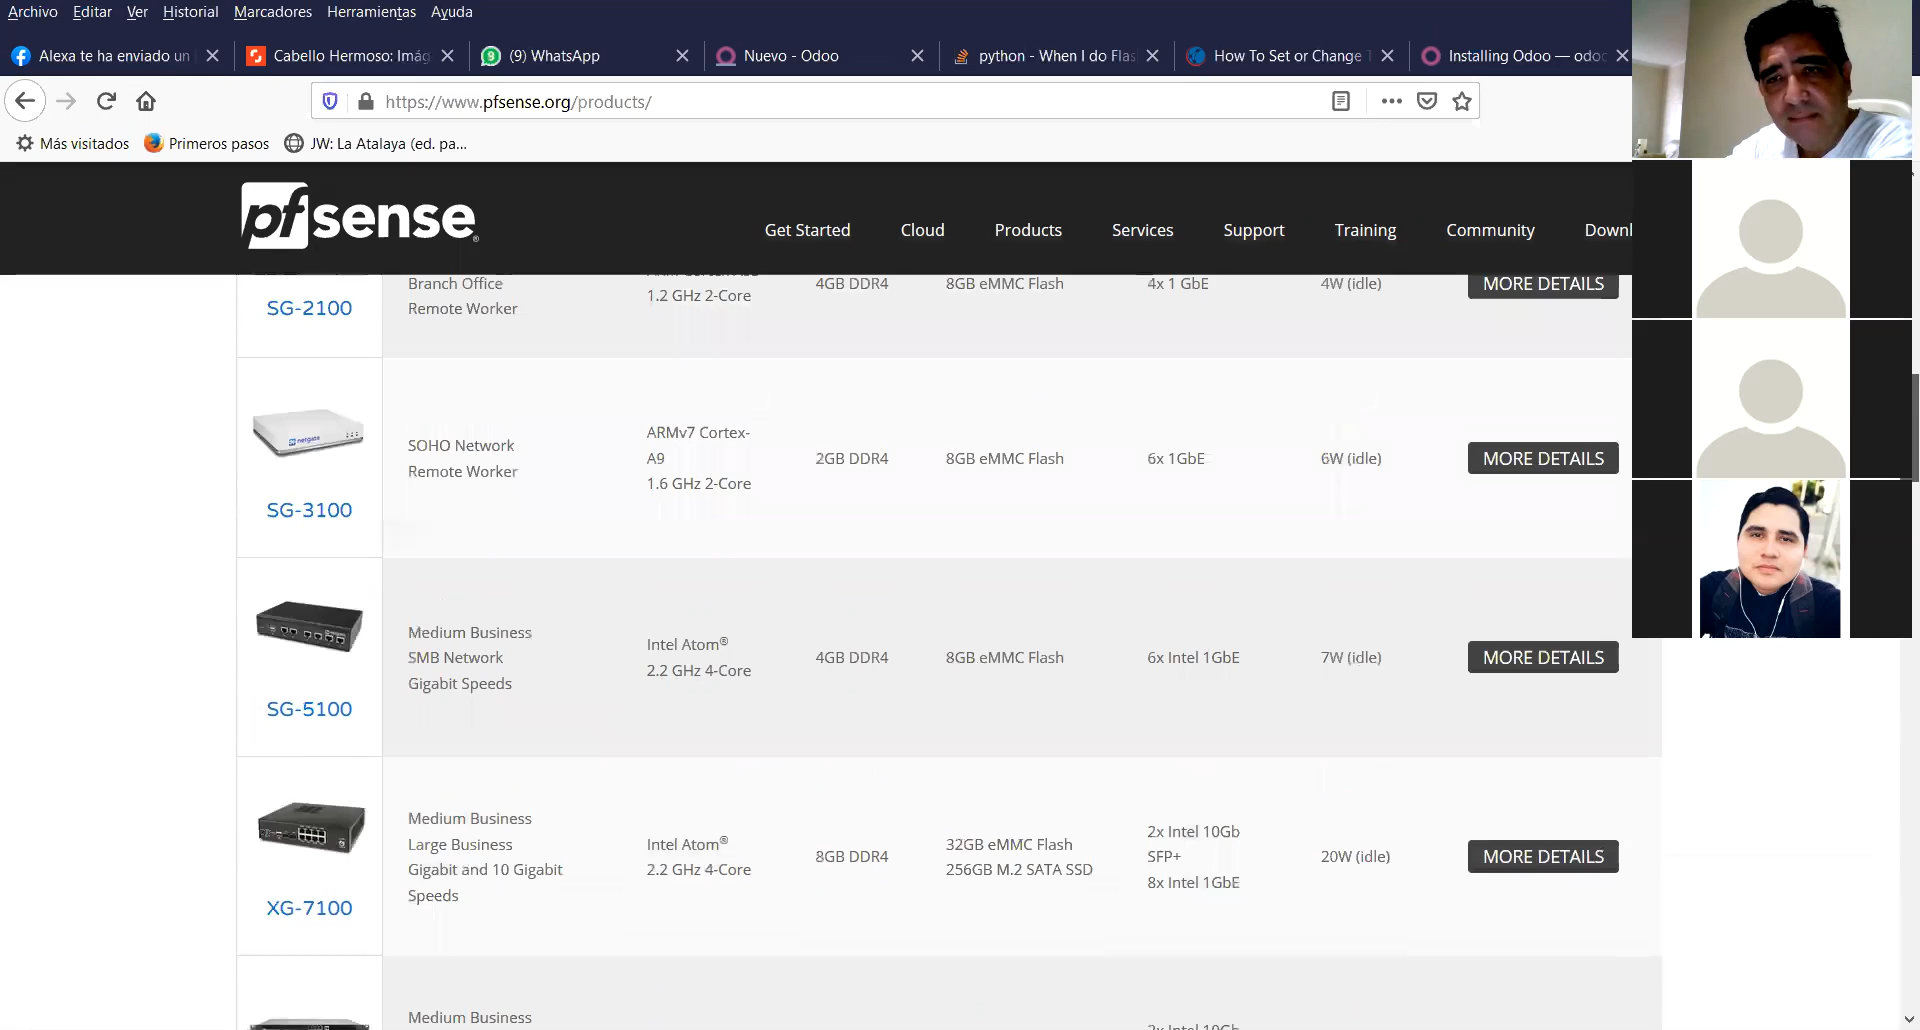 Archivo Editar Ver Historial Marcadores Herramientas Ayuda
Alexa te ha enviado un
Cabello Hermoso: Imág
(9) WhatsApp
Nuevo - Odoo
python - When I do Flas
How To Set or Change
Installing Odoo — odoo
https://www.pfsense.org/products/
Más visitados
Primeros pasos
JW: La Atalaya (ed. pa...
pfsense®
Get Started Cloud Products Services Support Training Community Downl
SG-2100
Branch Office
Remote Worker
1.2 GHz 2-Core
4GB DDR4
8GB eMMC Flash
4x 1 GbE
4W (idle)
MORE DETAILS
netgate
SG-3100
SOHO Network
Remote Worker
ARMv7 Cortex-
A9
1.6 GHz 2-Core
2GB DDR4
8GB eMMC Flash
6x 1GbE
6W (idle)
MORE DETAILS
SG-5100
Medium Business
SMB Network
Gigabit Speeds
Intel Atom®
2.2 GHz 4-Core
4GB DDR4
8GB eMMC Flash
6x Intel 1GbE
7W (idle)
MORE DETAILS
XG-7100
Medium Business
Large Business
Gigabit and 10 Gigabit
Speeds
Intel Atom®
2.2 GHz 4-Core
8GB DDR4
32GB eMMC Flash
256GB M.2 SATA SSD
2x Intel 10Gb
SFP+
8x Intel 1GbE
20W (idle)
MORE DETAILS
Medium Business